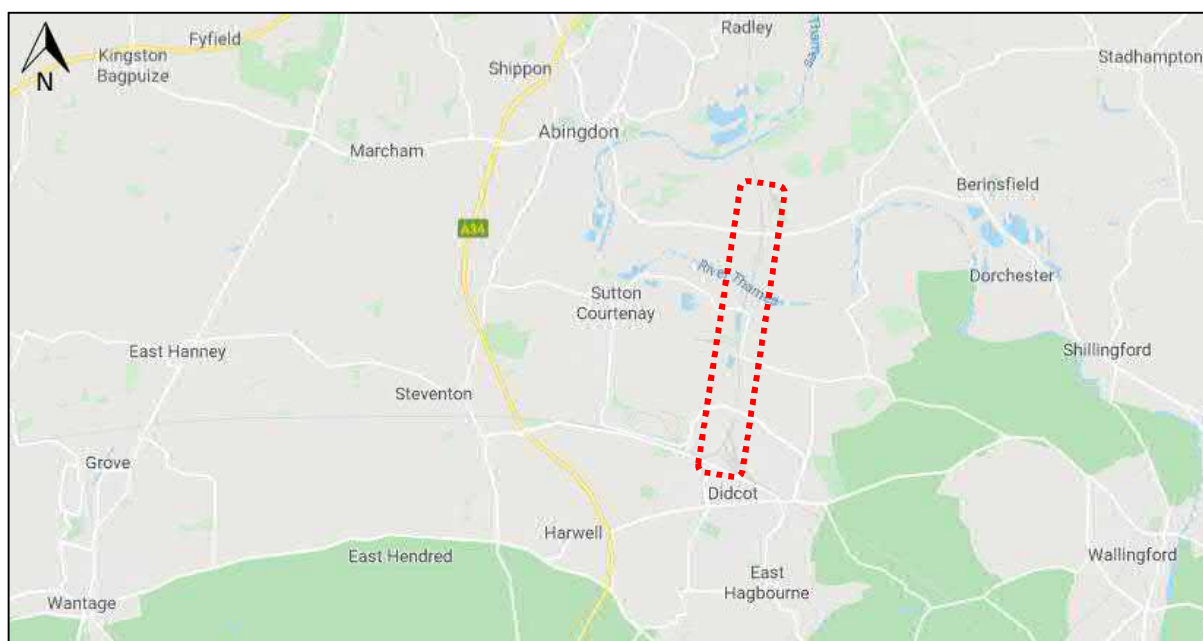 Radley
Thames
Fyfield
Kingston
Bagpuize
Stadhampton
Shippon
N
Abingdon
Marcham
Berinsfield
A34
River Thames
Dorchester
Sutton
Courtenay
East Hanney
Shillingford
Steventon
Grove
Didcot
Harwell
East Hendred
Wallingford
East
Hagbourne
Wantage